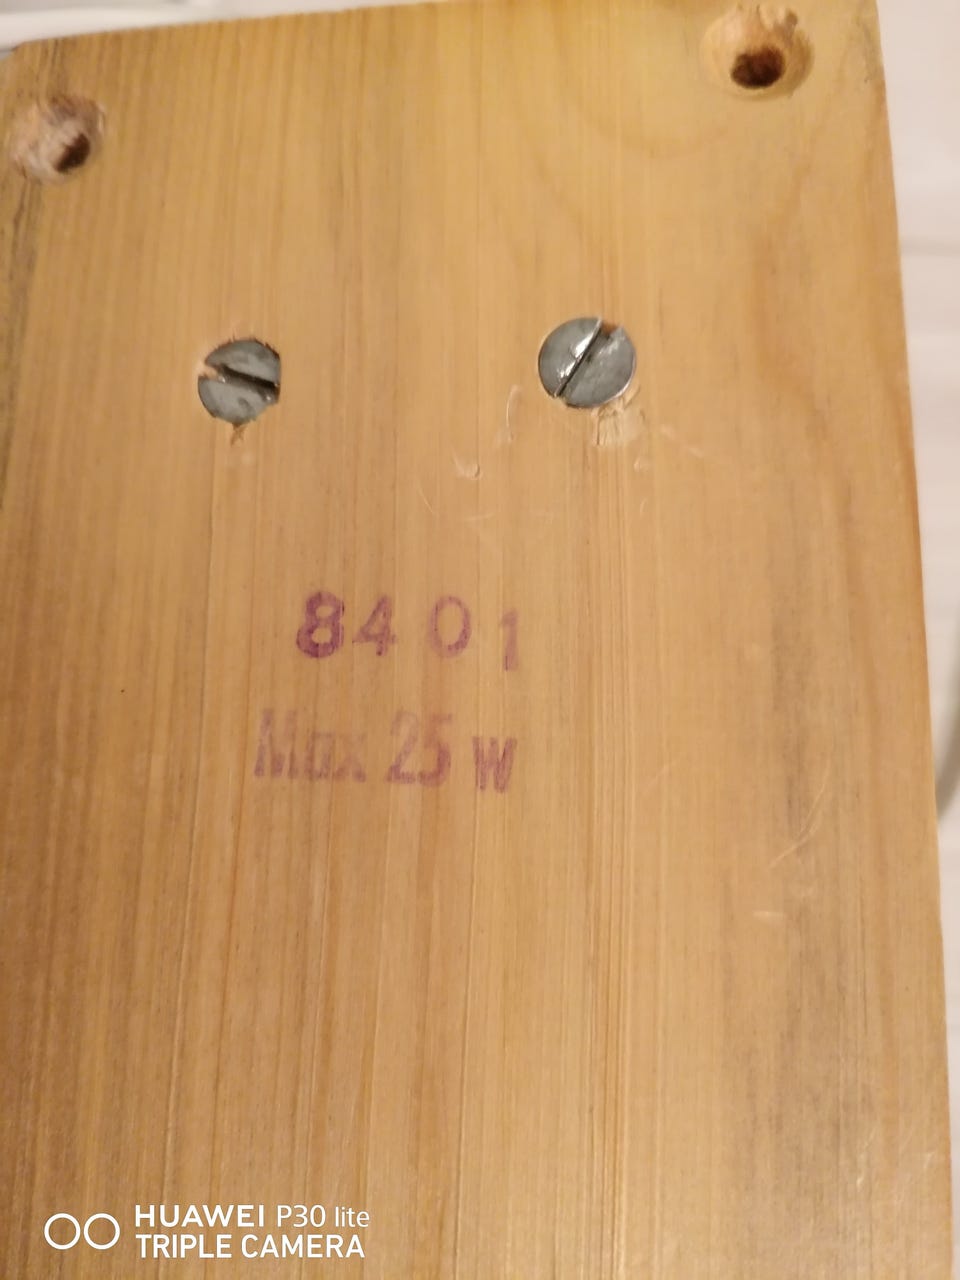 8401
Max 25 W
HUAWEI P30 lite
TRIPLE CAMERA